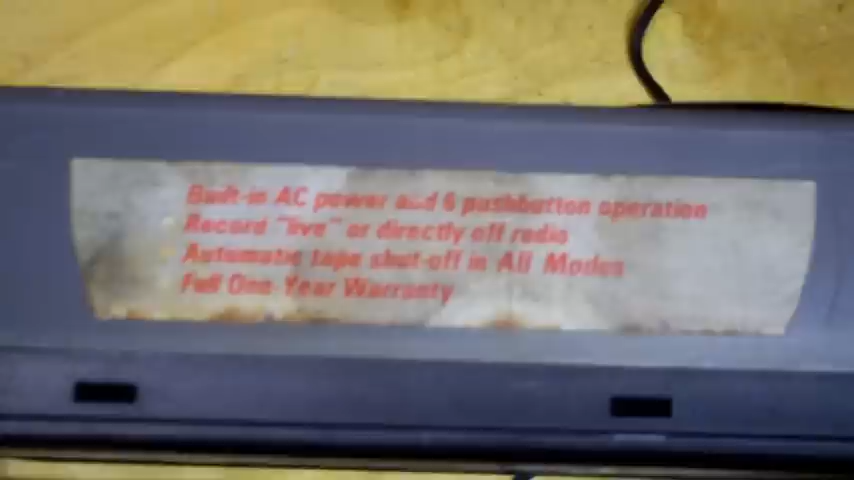 Built-in AC power and 6 pushbutton operation
Record "live" or directly off radio
Automatic tape shut-off in All Modes
Full One Year Warranty